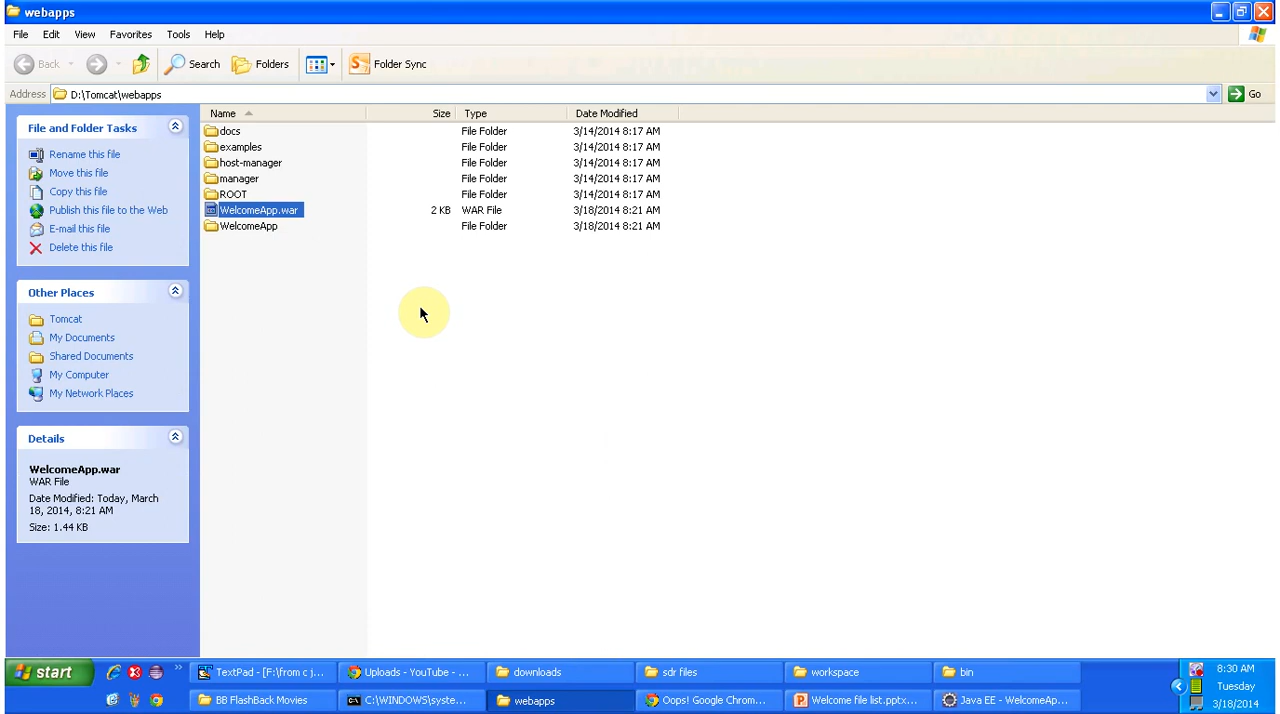 webapps
File Edit View Favorites Tools Help
Back Search Folders Folder Sync
Address D:\Tomcat\webapps Go
File and Folder Tasks
Rename this file
Move this file
Copy this file
Publish this file to the Web
E-mail this file
Delete this file
Other Places
Tomcat
My Documents
Shared Documents
My Computer
My Network Places
Details
WelcomeApp.war
WAR File
Date Modified: Today, March
18, 2014, 8:21 AM
Size: 1.44 KB
Name Size Type Date Modified
docs File Folder 3/14/2014 8:17 AM
examples File Folder 3/14/2014 8:17 AM
host-manager File Folder 3/14/2014 8:17 AM
manager File Folder 3/14/2014 8:17 AM
ROOT File Folder 3/14/2014 8:17 AM
WelcomeApp.war 2 KB WAR File 3/18/2014 8:21 AM
WelcomeApp File Folder 3/18/2014 8:21 AM
start TextPad - [F:\from c j... Uploads - YouTube - ... downloads sdr files workspace bin 8:30 AM
Tuesday
BB FlashBack Movies C:\WINDOWS\syste... webapps Oops! Google Chrom... Welcome file list.pptx... Java EE - WelcomeAp... 3/18/2014